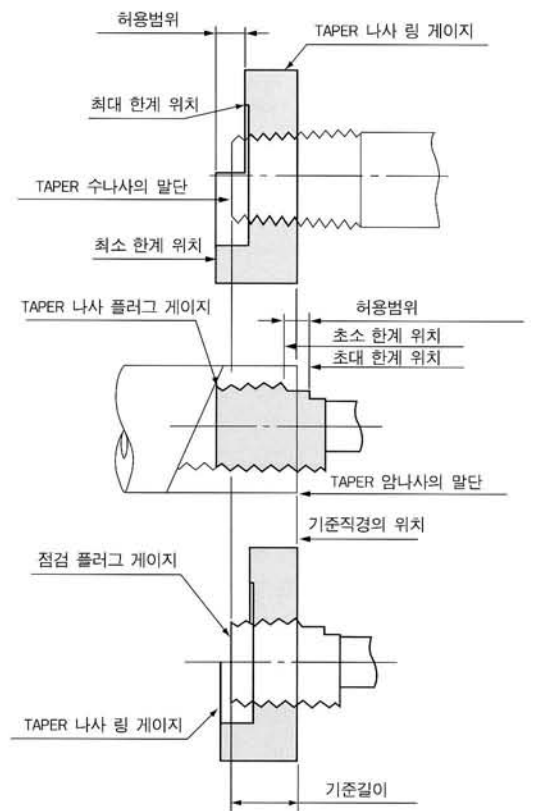 허용범위
TAPER 나사 링 게이지
최대 한계 위치
TAPER 수나사의 말단
최소 한계 위치
TAPER 나사 플러그 게이지
허용범위
초소 한계 위치
초대 한계 위치
TAPER 암나사의 말단
기준직경의 위치
점검 플러그 게이지
TAPER 나사 링 게이지
기준길이